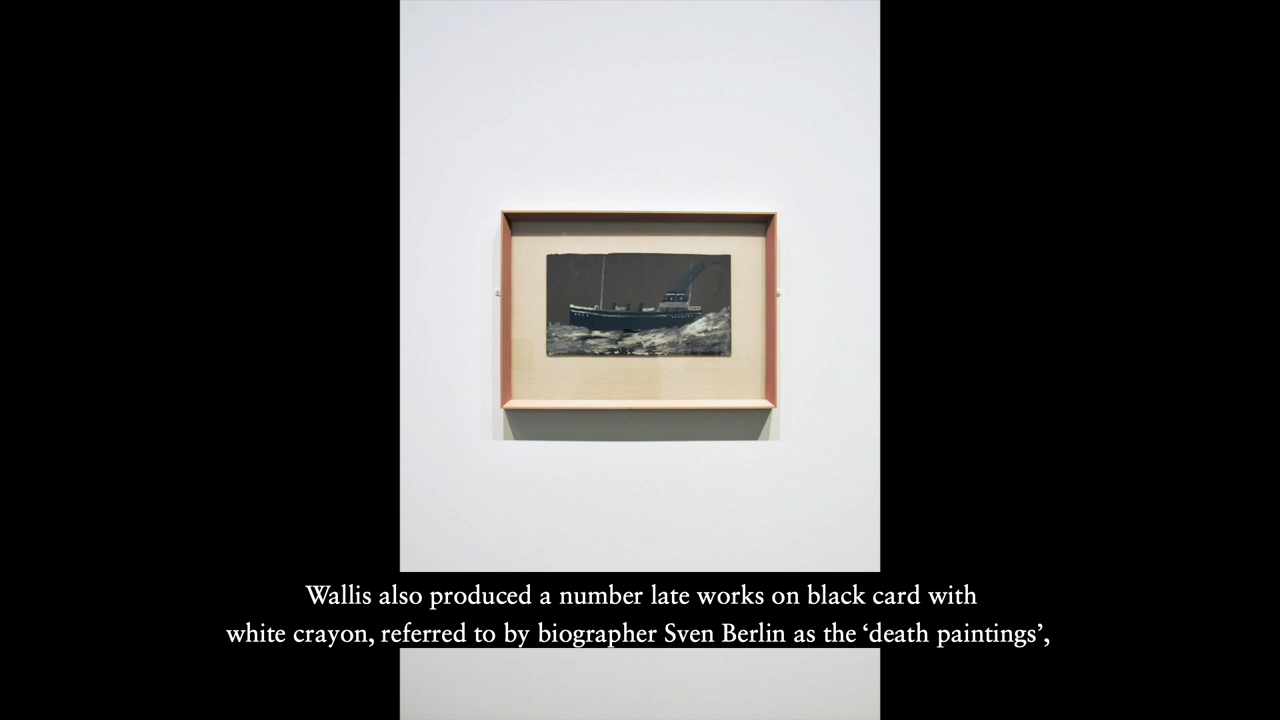 Wallis also produced a number late works on black card with
white crayon, referred to by biographer Sven Berlin as the ‘death paintings’,